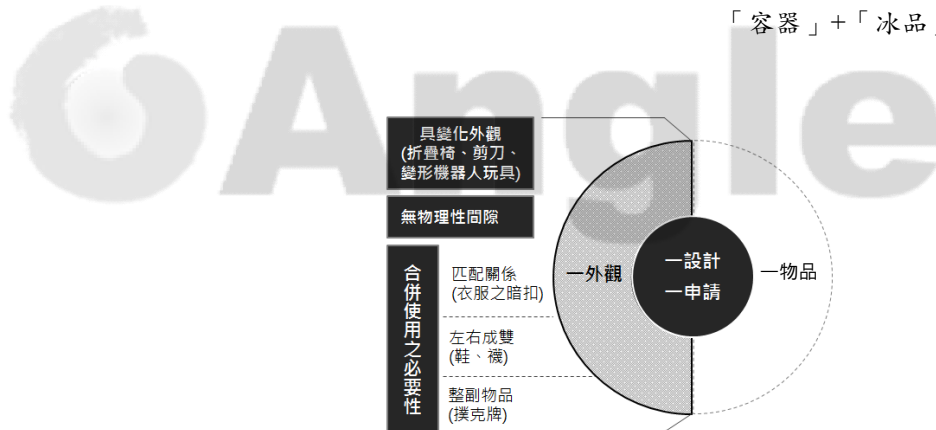 「容器」+「冰品」
Angle
具變化外觀
(折疊椅、剪刀、
變形機器人玩具)
無物理性間隙
合併使用之必要性
匹配關係
(衣服之暗扣)
左右成雙
(鞋、襪)
整副物品
(撲克牌)
一外觀
一設計
一申請
一物品